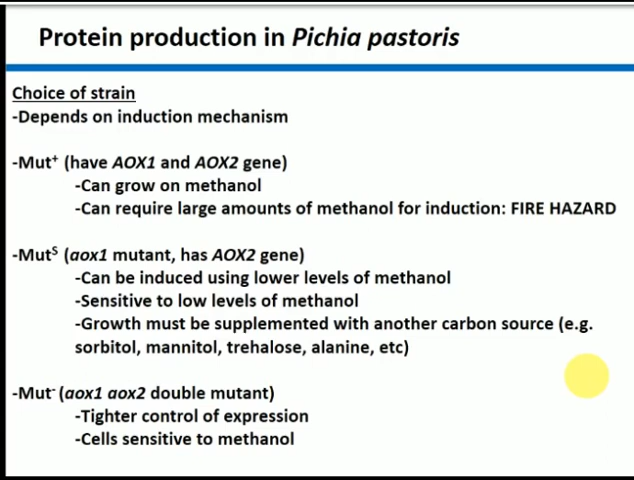 Protein production in Pichia pastoris
Choice of strain
-Depends on induction mechanism
-Mut⁺ (have AOX1 and AOX2 gene)
-Can grow on methanol
-Can require large amounts of methanol for induction: FIRE HAZARD
-Mutˢ (aox1 mutant, has AOX2 gene)
-Can be induced using lower levels of methanol
-Sensitive to low levels of methanol
-Growth must be supplemented with another carbon source (e.g.
sorbitol, mannitol, trehalose, alanine, etc)
-Mut⁻ (aox1 aox2 double mutant)
-Tighter control of expression
-Cells sensitive to methanol